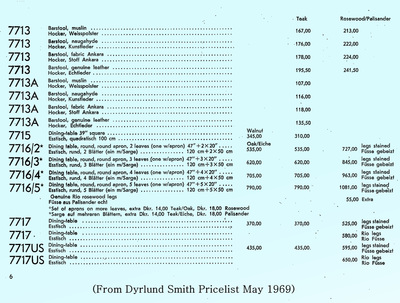 Teak Rosewood/Palisander
7713 Barstool, muslin 167,00 213,00
Hocker, Weisspolster
7713 Barstool, neugahyde 176,00 222,00
Hocker, Kunstleder
7713 Barstool, fabric Ankara 178,00 224,00
Hocker, Stoff Ankara
7713 Barstool, genuine leather 195,50 241,50
Hocker, Echtleder
7713A Barstool, muslin 107,00
Hocker, Weisspolster
7713A Barstool, neugahyde 116,00
Hocker, Kunstleder
7713A Barstool, fabric Ankara 118,00
Hocker, Stoff Ankara
7713A Barstool, genuine leather 135,50
Hocker, Echtleder
7715 Dining-table 39" square Walnut
Esstisch, quadratisch 100 cm 345,00 310,00
Oak/Eiche
7716/2* Dining table, round, round apron, 2 leaves (one w/apron) 47" + 2×20" 535,00 535,00 727,00 legs stained
Esstisch, rund, 2 Blätter (ein m/Sarge) 120 cm+2×50 cm Füsse gebeizt
7716/3* Dining table, round, round apron, 3 leaves (one w/apron) 47" + 3×20" 620,00 620,00 845,00 legs stained
Esstisch, rund, 3 Blätter (ein m/Sarge) 120 cm+3×50 cm Füsse gebeizt
7716/4* Dining table, round, round apron, 4 leaves (one w/apron) 47" + 4×20" 705,00 705,00 963,00 legs stained
Esstisch, rund, 4 Blätter (ein m/Sarge) 120 cm+4×50 cm Füsse gebeizt
7716/5* Dining table, round, round apron, 5 leaves (one w/apron) 47" + 5×20" 790,00 790,00 1081,00 legs stained
Esstisch, rund, 5 Blätter (ein m/Sarge) 120 cm+5×50 cm Füsse gebeizt
Genuine Rio rosewood legs 55,00 Extra
Füsse aus Palisander echt
*Set of aprons on more leaves, extra Dkr. 14,00 Teak/Oak, Dkr. 18,00 Rosewood
*Sarge auf mehreren Blättern, extra Dkr. 14,00 Teak/Eiche, Dkr. 18,00 Palisander
7717 Dining-table 370,00 370,00 525,00 legs stained
Esstisch Füsse gebeizt
7717 Dining-table 580,00 Rio legs
Esstisch Rio Füsse
7717US Dining-table 435,00 435,00 595,00 legs stained
Esstisch Füsse gebeizt
7717US Dining-table 650,00 Rio legs
Esstisch Rio Füsse
6
(From Dyrlund Smith Pricelist May 1969)